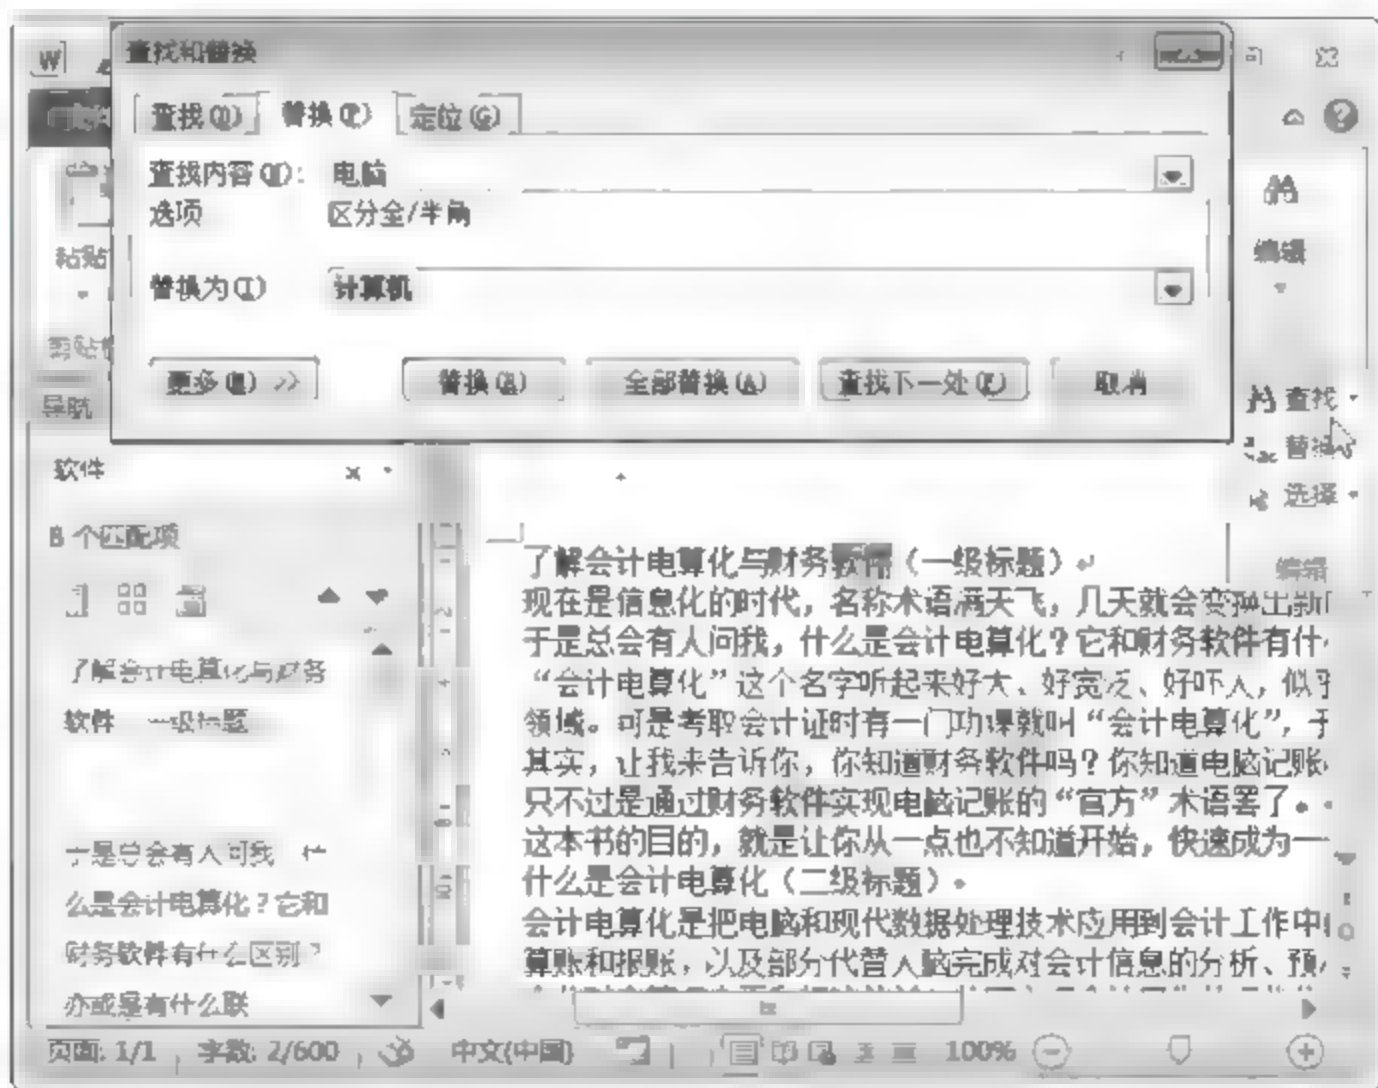 W
查找和替换
查找(D) 替换(P) 定位(G)
查找内容(N): 电脑
选项 区分全/半角
替换为(I) 计算机
更多(M) >> 替换(R) 全部替换(A) 查找下一处(F) 取消
粘贴
编辑
导航
查找
替换
选择
编辑
软件
8 个匹配项
了解会计电算化与财务
软件 一级标题
于是总会有人问我 什
么是会计电算化？它和
财务软件有什么区别？
亦或是有什么联
了解会计电算化与财务软件（一级标题）
现在是信息化的时代，名称术语满天飞，几天就会变换出新
于是总会有人问我，什么是会计电算化？它和财务软件有什
“会计电算化”这个名字听起来好大、好宽泛、好吓人，似乎
领域。可是考取会计证时有一门功课就叫“会计电算化”，于
其实，让我来告诉你，你知道财务软件吗？你知道电脑记账
只不过是通过财务软件实现电脑记账的“官方”术语罢了。
这本书的目的，就是让你从一点也不知道开始，快速成为一
什么是会计电算化（二级标题）
会计电算化是把电脑和现代数据处理技术应用到会计工作中
算账和报账，以及部分代替人脑完成对会计信息的分析、预
页面: 1/1 字数: 2/600 中文(中国) 100%